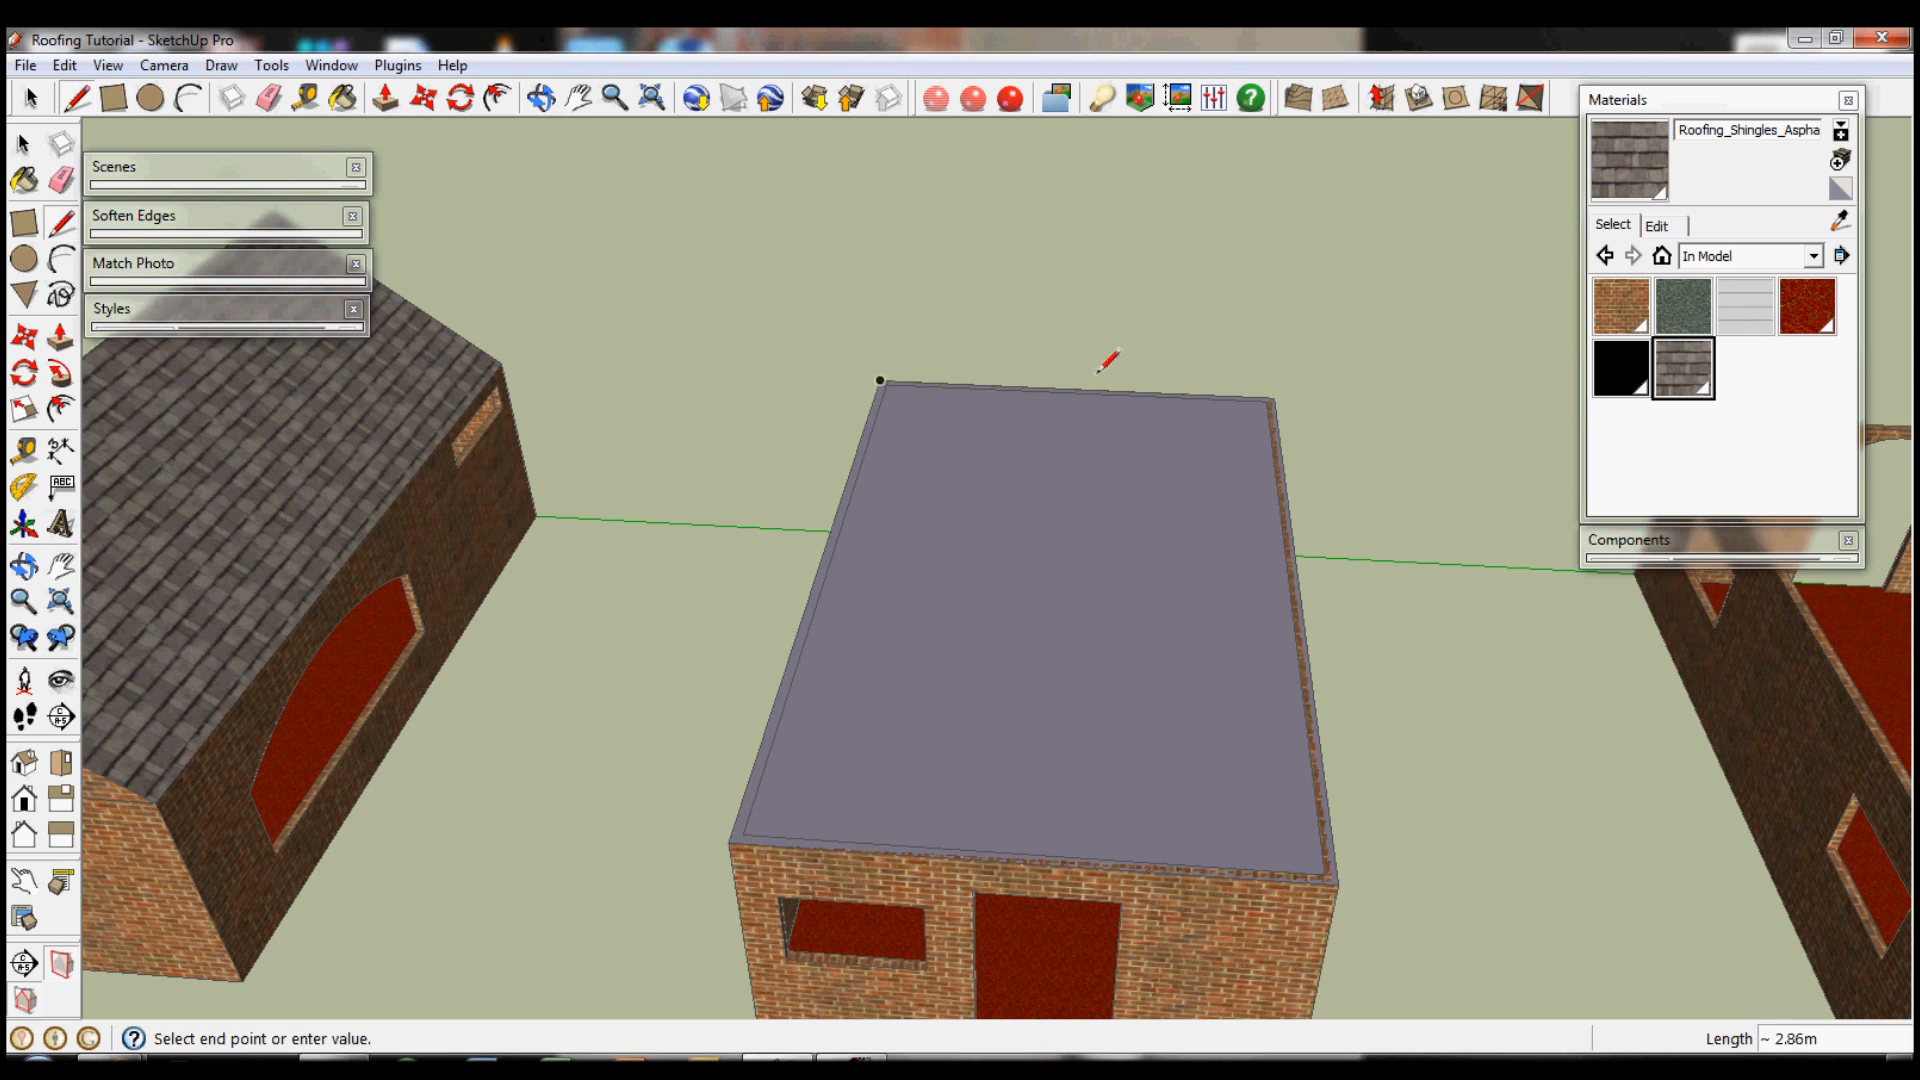 Roofing Tutorial - SketchUp Pro
File Edit View Camera Draw Tools Window Plugins Help
Materials
Roofing_Shingles_Aspha
Scenes
Soften Edges
Match Photo
Styles
Select Edit
In Model
ABC
Components
Select end point or enter value.
Length ~ 2.86m